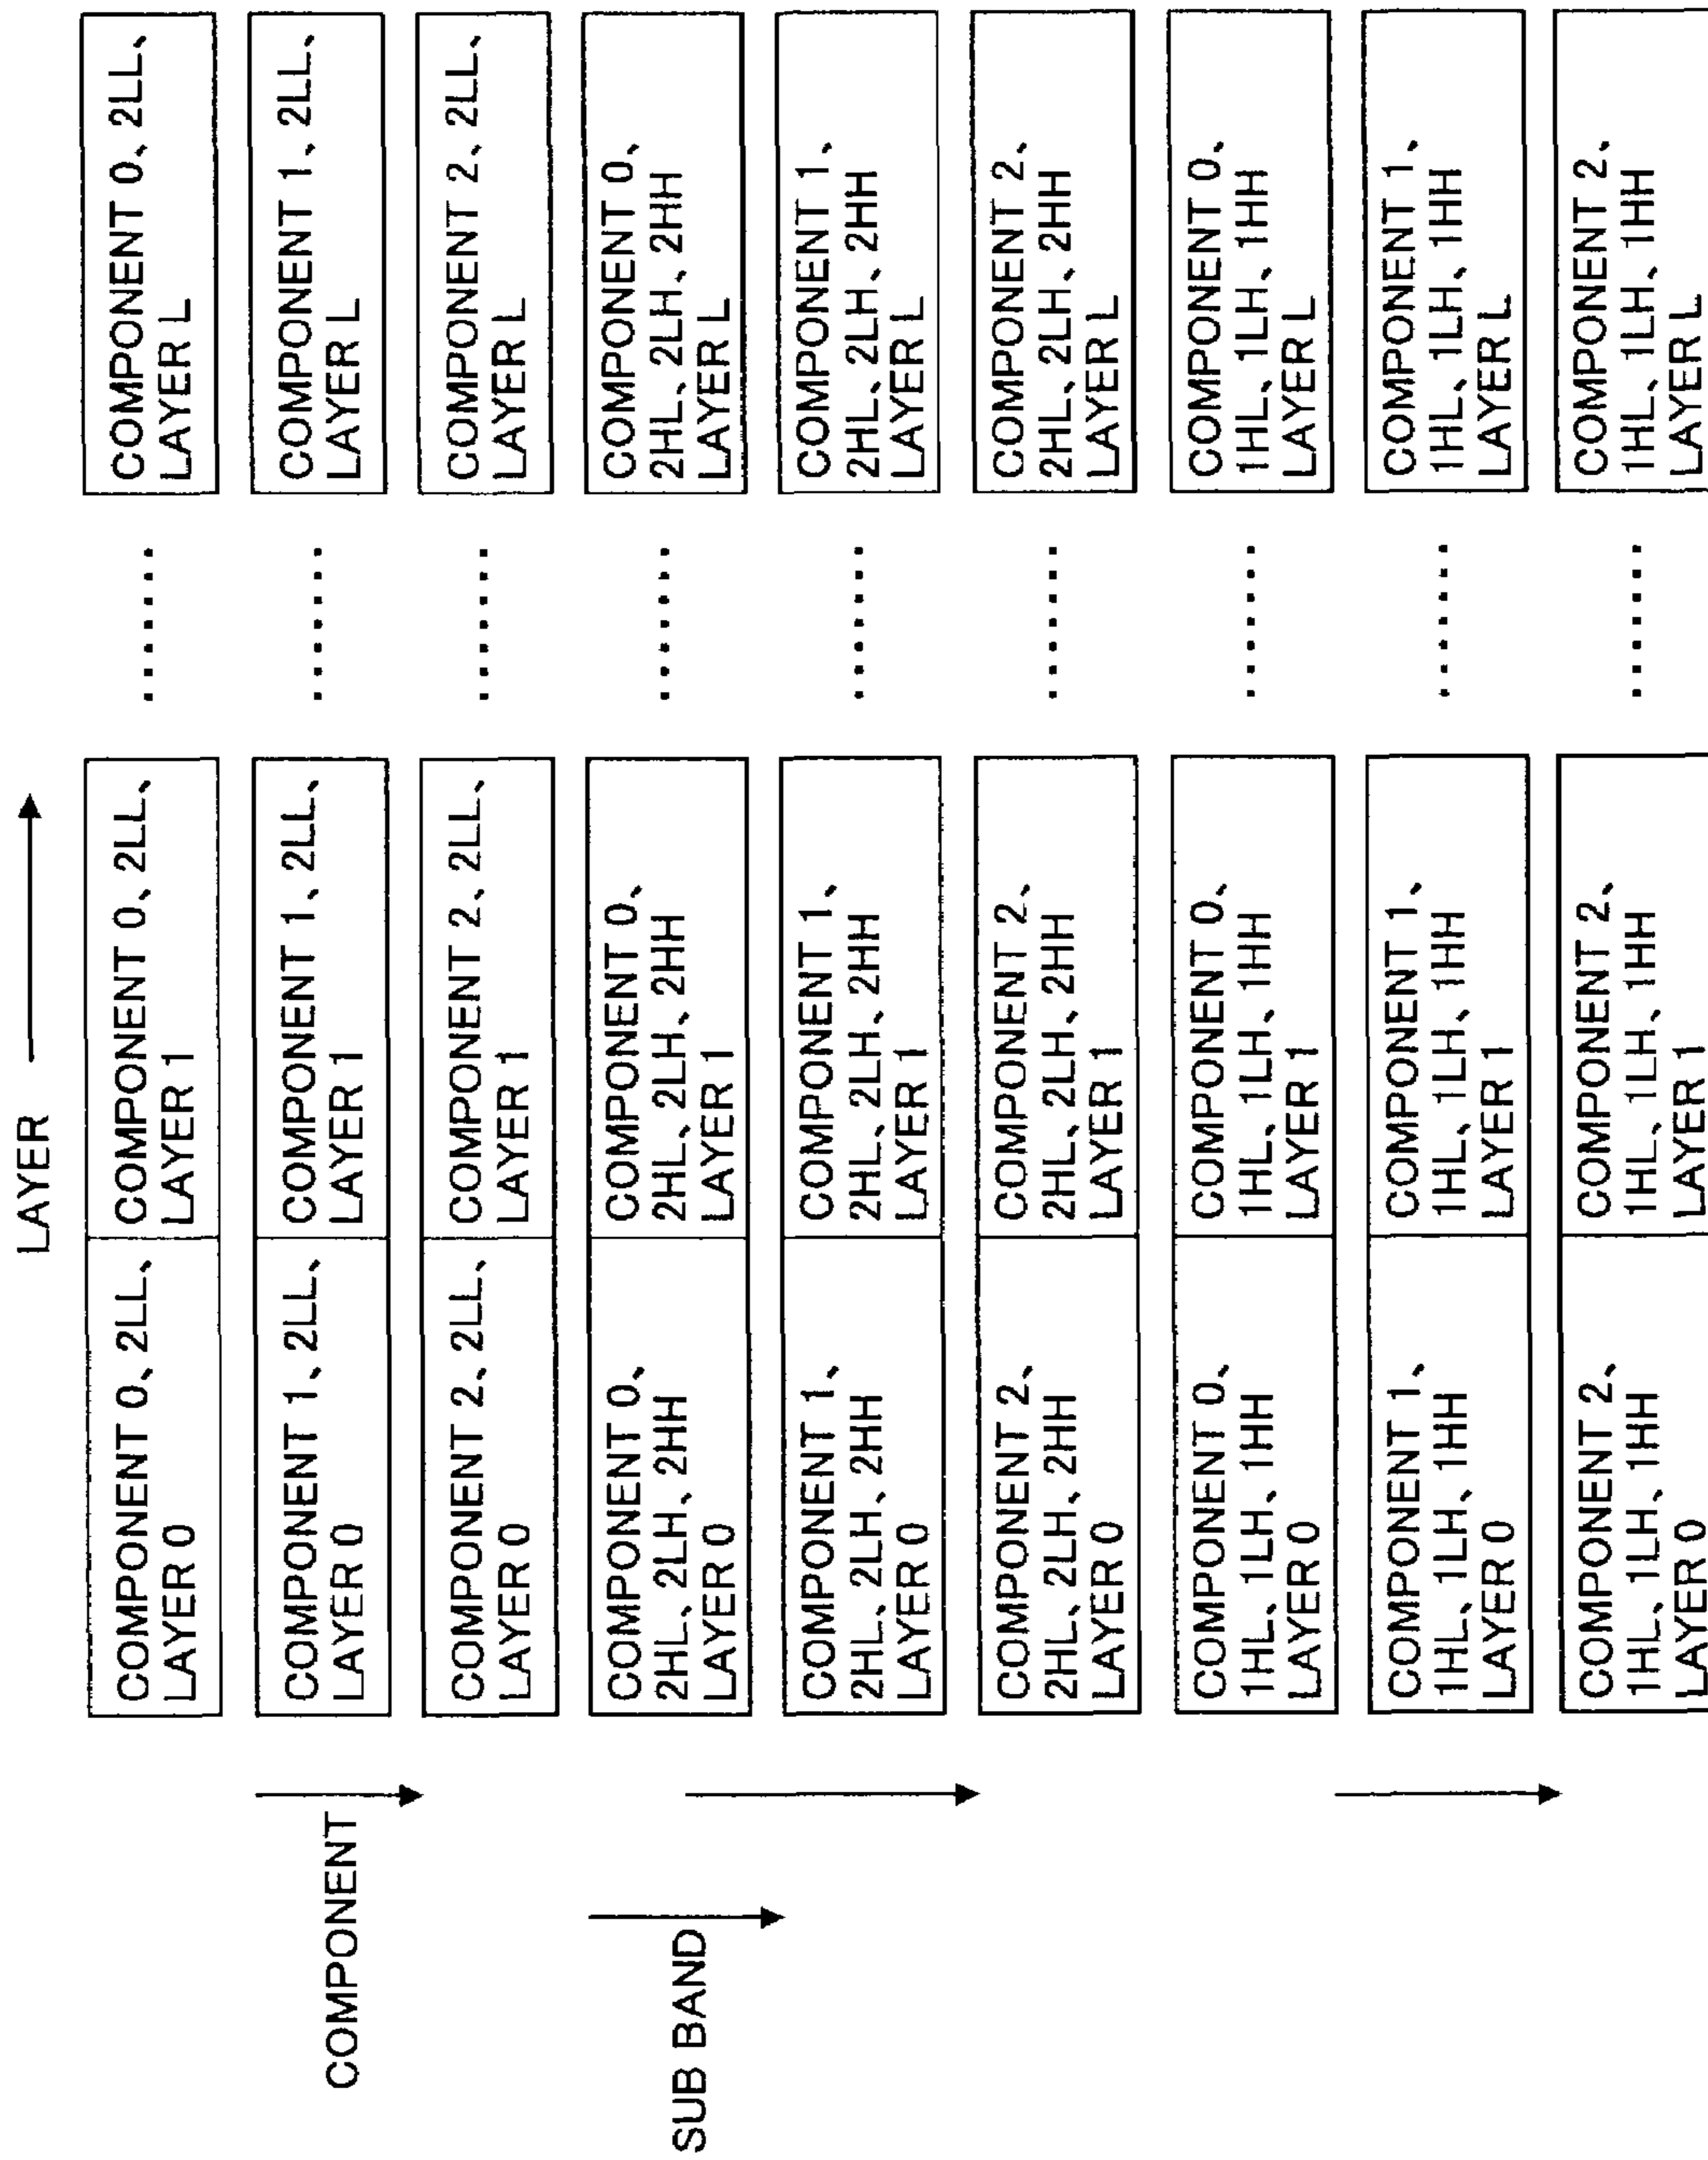 LAYER
COMPONENT 0、2LL、
LAYER 0
COMPONENT 0、2LL、
LAYER 1
.......
COMPONENT 0、2LL、
LAYER L
COMPONENT
COMPONENT 1、2LL、
LAYER 0
COMPONENT 1、2LL、
LAYER 1
.......
COMPONENT 1、2LL、
LAYER L
COMPONENT 2、2LL、
LAYER 0
COMPONENT 2、2LL、
LAYER 1
.......
COMPONENT 2、2LL、
LAYER L
SUB BAND
COMPONENT 0、
2HL、2LH、2HH
LAYER 0
COMPONENT 0、
2HL、2LH、2HH
LAYER 1
.......
COMPONENT 0、
2HL、2LH、2HH
LAYER L
COMPONENT 1、
2HL、2LH、2HH
LAYER 0
COMPONENT 1、
2HL、2LH、2HH
LAYER 1
.......
COMPONENT 1、
2HL、2LH、2HH
LAYER L
COMPONENT 2、
2HL、2LH、2HH
LAYER 0
COMPONENT 2、
2HL、2LH、2HH
LAYER 1
.......
COMPONENT 2、
2HL、2LH、2HH
LAYER L
COMPONENT 0、
1HL、1LH、1HH
LAYER 0
COMPONENT 0、
1HL、1LH、1HH
LAYER 1
.......
COMPONENT 0、
1HL、1LH、1HH
LAYER L
COMPONENT 1、
1HL、1LH、1HH
LAYER 0
COMPONENT 1、
1HL、1LH、1HH
LAYER 1
.......
COMPONENT 1、
1HL、1LH、1HH
LAYER L
COMPONENT 2、
1HL、1LH、1HH
LAYER 0
COMPONENT 2、
1HL、1LH、1HH
LAYER 1
.......
COMPONENT 2、
1HL、1LH、1HH
LAYER L